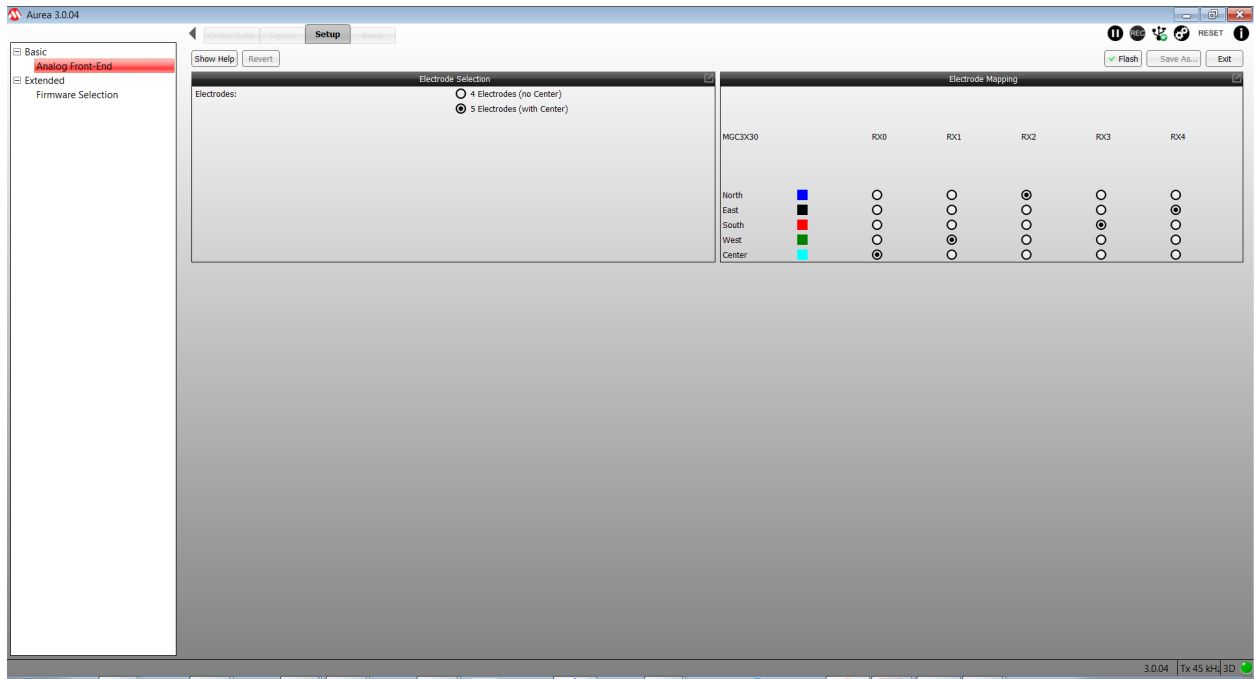 Aurea 3.0.04
Setup
REC
RESET
Basic
Analog Front-End
Extended
Firmware Selection
Show Help
Revert
Flash
Save As...
Exit
Electrode Selection
Electrodes:
4 Electrodes (no Center)
5 Electrodes (with Center)
Electrode Mapping
MGC3X30 RX0 RX1 RX2 RX3 RX4
North
East
South
West
Center
3.0.04 Tx 45 kHz 3D